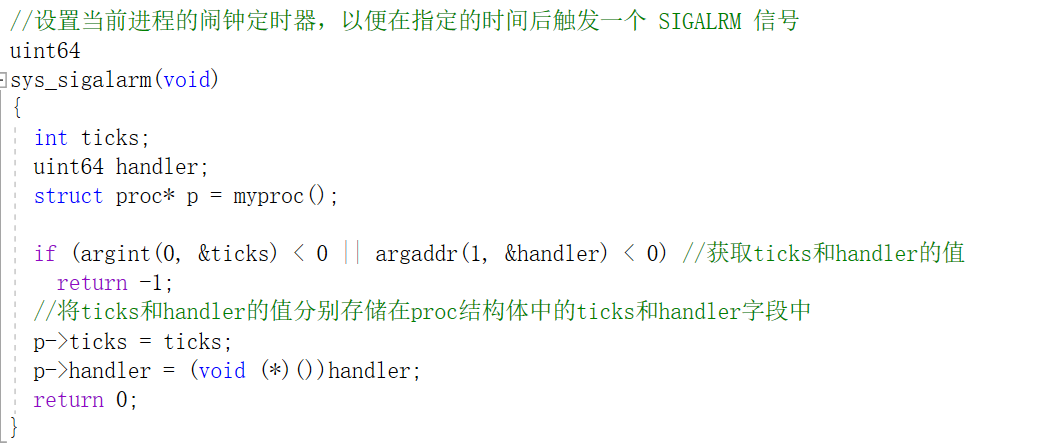 //设置当前进程的闹钟定时器，以便在指定的时间后触发一个 SIGALRM 信号
uint64
sys_sigalarm(void)
{
  int ticks;
  uint64 handler;
  struct proc* p = myproc();

  if (argint(0, &ticks) < 0 || argaddr(1, &handler) < 0) //获取ticks和handler的值
    return -1;
  //将ticks和handler的值分别存储在proc结构体中的ticks和handler字段中
  p->ticks = ticks;
  p->handler = (void (*)())handler;
  return 0;
}